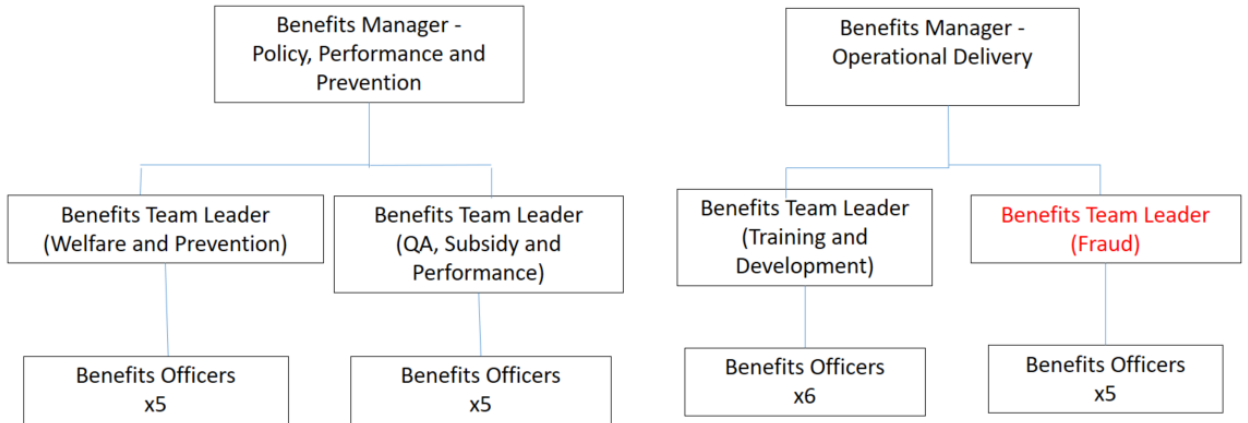 Benefits Manager -
Policy, Performance and
Prevention
Benefits Manager -
Operational Delivery
Benefits Team Leader
(Welfare and Prevention)
Benefits Team Leader
(QA, Subsidy and
Performance)
Benefits Team Leader
(Training and
Development)
Benefits Team Leader
(Fraud)
Benefits Officers
x5
Benefits Officers
x5
Benefits Officers
x6
Benefits Officers
x5